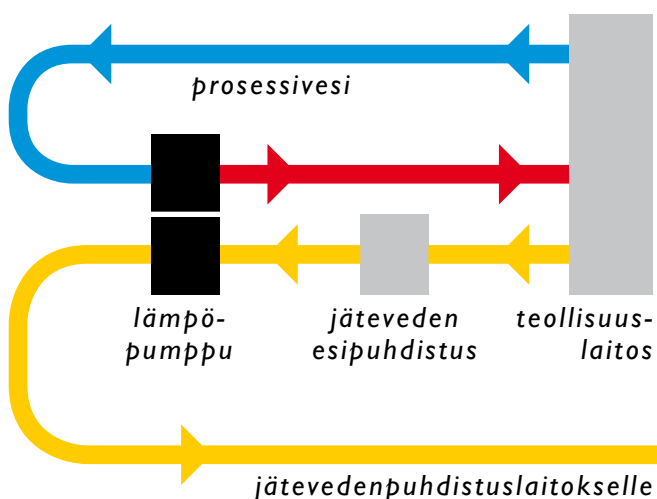 prosessivesi
lämpö-
pumppu
jäteveden
esipuhdistus
teollisuus-
laitos
jätevedenpuhdistuslaitokselle